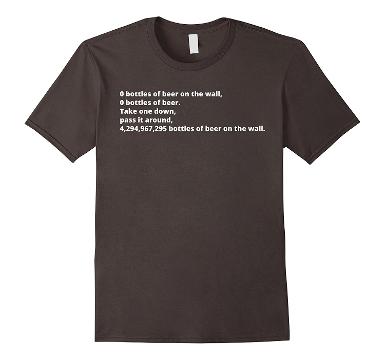 0 bottles of beer on the wall,
0 bottles of beer.
Take one down,
pass it around,
4,294,967,295 bottles of beer on the wall.